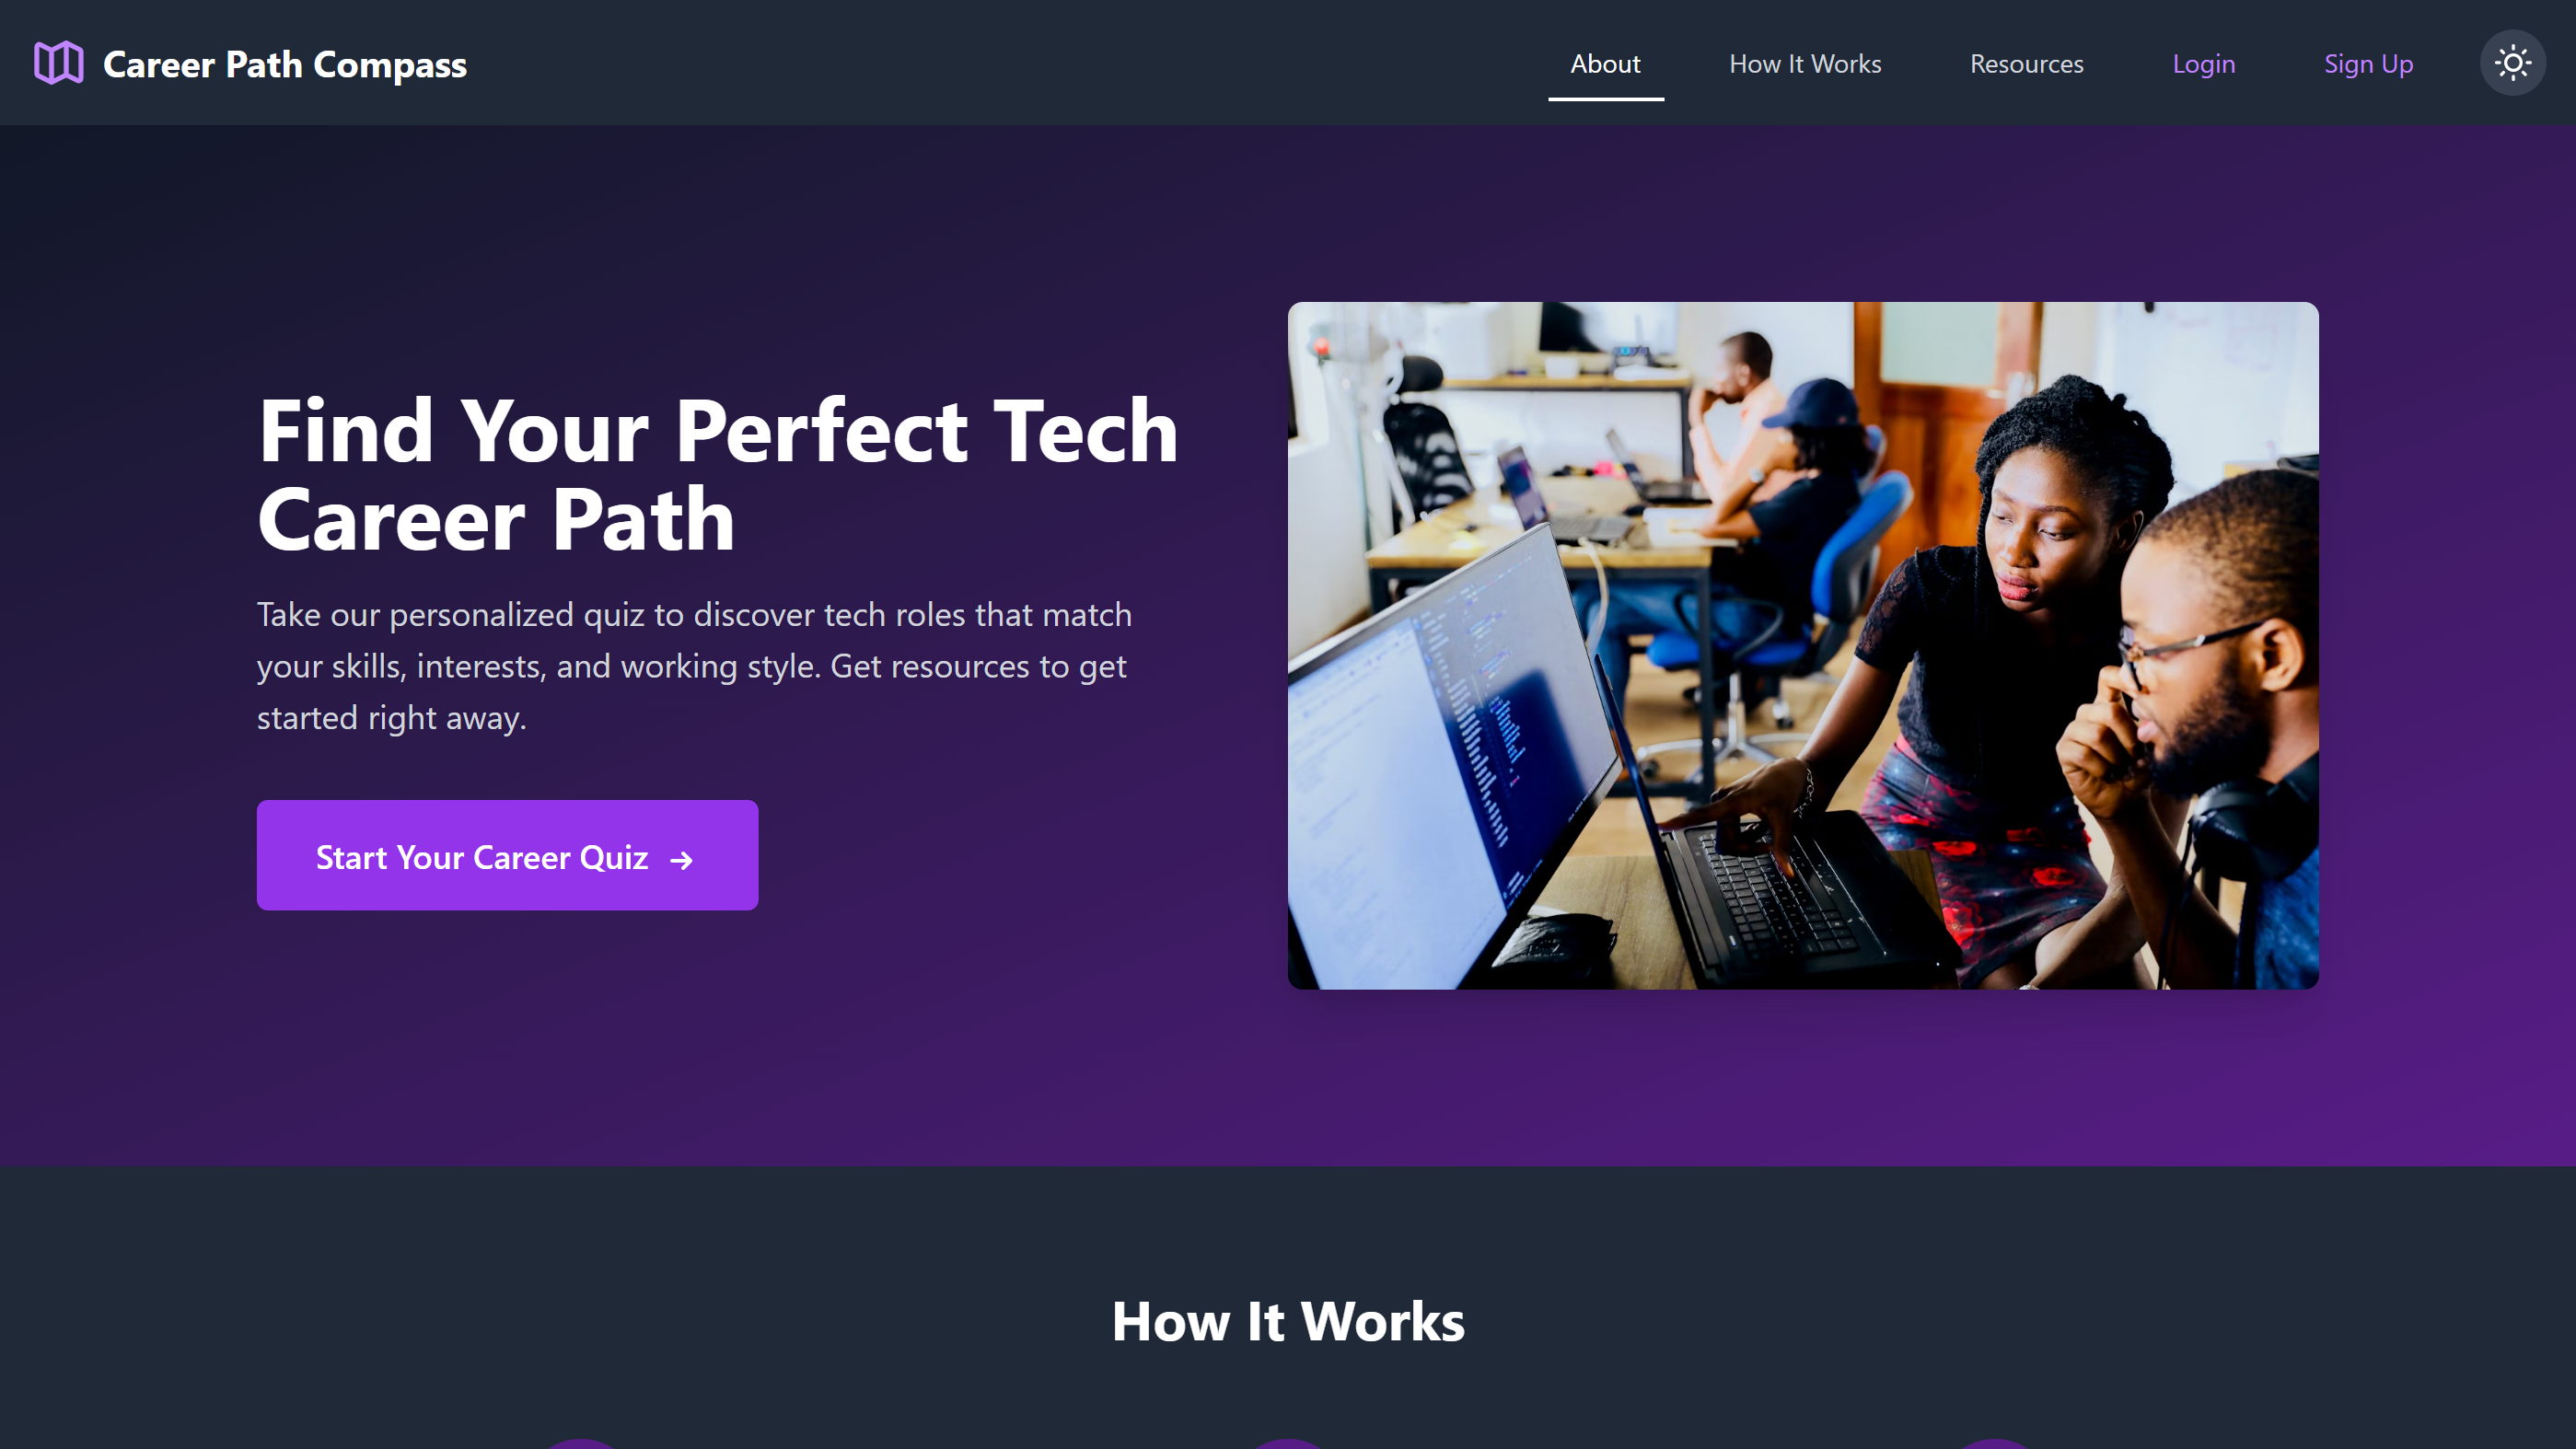 Career Path Compass
About
How It Works
Resources
Login
Sign Up
Find Your Perfect Tech
Career Path
Take our personalized quiz to discover tech roles that match
your skills, interests, and working style. Get resources to get
started right away.
Start Your Career Quiz →
How It Works